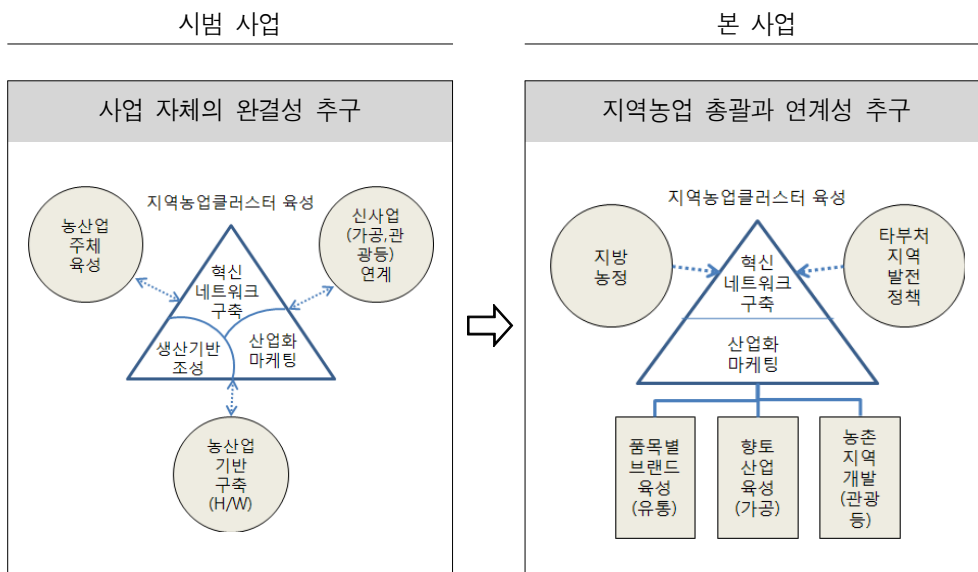 시범 사업
사업 자체의 완결성 추구
지역농업클러스터 육성
농산업
주체
육성
신사업
(가공,관
광등)
연계
혁신
네트워크
구축
생산기반
조성
산업화
마케팅
농산업
기반
구축
(H/W)
본 사업
지역농업 총괄과 연계성 추구
지역농업클러스터 육성
지방
농정
타부처
지역
발전
정책
혁신
네트워크
구축
산업화
마케팅
품목별
브랜드
육성
(유통)
향토
산업
육성
(가공)
농촌
지역
개발
(관광
등)